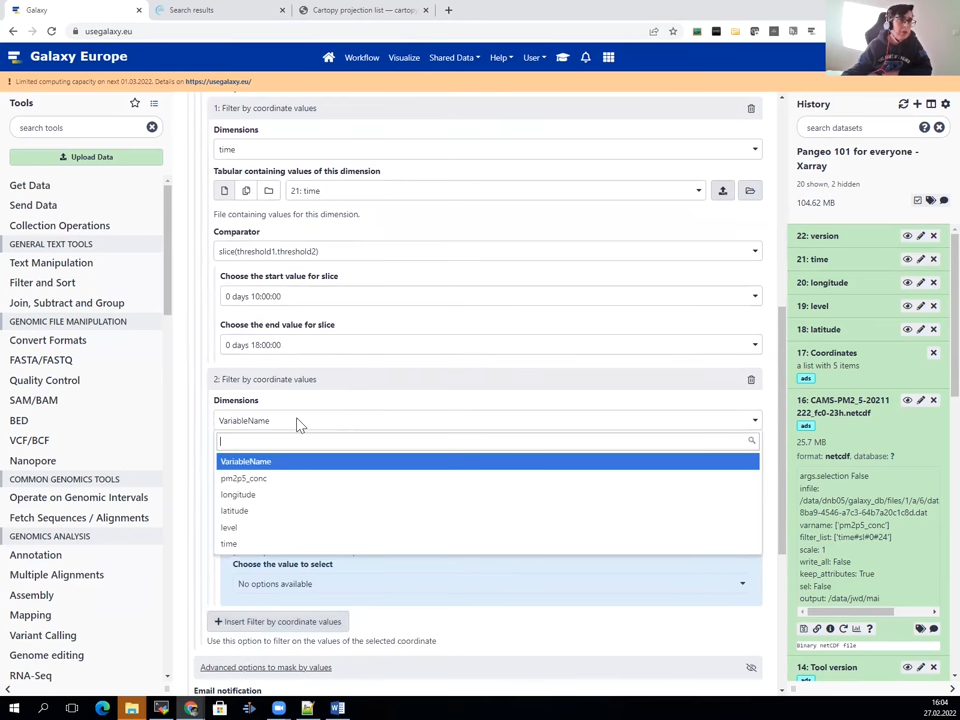 Galaxy
Search results
Cartopy projection list — cartop
usegalaxy.eu
Galaxy Europe
Workflow Visualize Shared Data Help User
Limited computing capacity on next 01.03.2022. Details on https://usegalaxy.eu/
Tools
search tools
Upload Data
Get Data
Send Data
Collection Operations
GENERAL TEXT TOOLS
Text Manipulation
Filter and Sort
Join, Subtract and Group
GENOMIC FILE MANIPULATION
Convert Formats
FASTA/FASTQ
Quality Control
SAM/BAM
BED
VCF/BCF
Nanopore
COMMON GENOMICS TOOLS
Operate on Genomic Intervals
Fetch Sequences / Alignments
GENOMICS ANALYSIS
Annotation
Multiple Alignments
Assembly
Mapping
Variant Calling
Genome editing
RNA-Seq
1: Filter by coordinate values
Dimensions
time
Tabular containing values of this dimension
21: time
File containing values for this dimension.
Comparator
slice(threshold1,threshold2)
Choose the start value for slice
0 days 10:00:00
Choose the end value for slice
0 days 18:00:00
2: Filter by coordinate values
Dimensions
VariableName
VariableName
pm2p5_conc
longitude
latitude
level
time
Choose the value to select
No options available
Insert Filter by coordinate values
Use this option to filter on the values of the selected coordinate
Advanced options to mask by values
Email notification
History
search datasets
Pangeo 101 for everyone -
Xarray
20 shown, 2 hidden
104.62 MB
22: version
21: time
20: longitude
19: level
18: latitude
17: Coordinates
a list with 5 items
ads
16: CAMS-PM2_5-20211
222_fc0-23h.netcdf
ads
25.7 MB
format: netcdf, database: ?
args.selection False
infile:
/data/dnb05/galaxy_db/files/1/a/6/dat
8ba9-4546-a7c3-64b7a20c1c8d.dat
varname: ['pm2p5_conc']
filter_list: ['time#sl#0#24']
scale: 1
write_all: False
keep_attributes: True
sel: False
output: /data/jwd/mai
Binary netCDF file
14: Tool version
16:04
27.02.2022